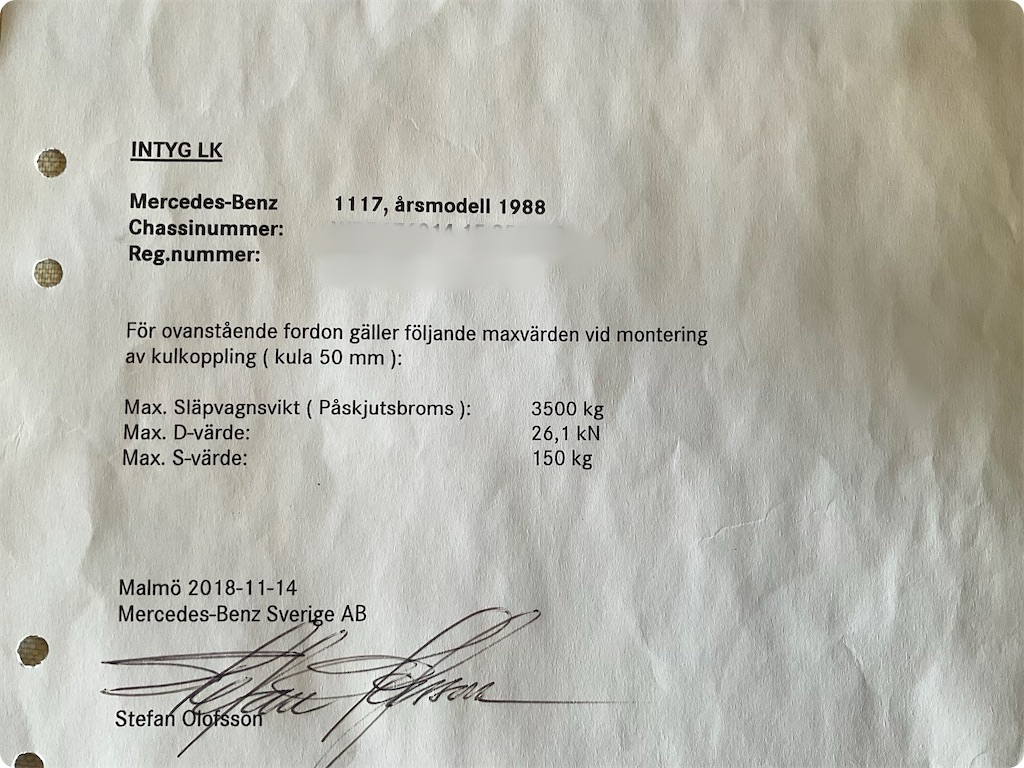 INTYG LK
Mercedes-Benz 1117, årsmodell 1988
Chassinummer:
Reg.nummer:
För ovanstående fordon gäller följande maxvärden vid montering
av kulkoppling ( kula 50 mm ):
Max. Släpvagnsvikt ( Påskjutsbroms ): 3500 kg
Max. D-värde: 26,1 kN
Max. S-värde: 150 kg
Malmö 2018-11-14
Mercedes-Benz Sverige AB
Stefan Olofsson
Stefan Olofsson